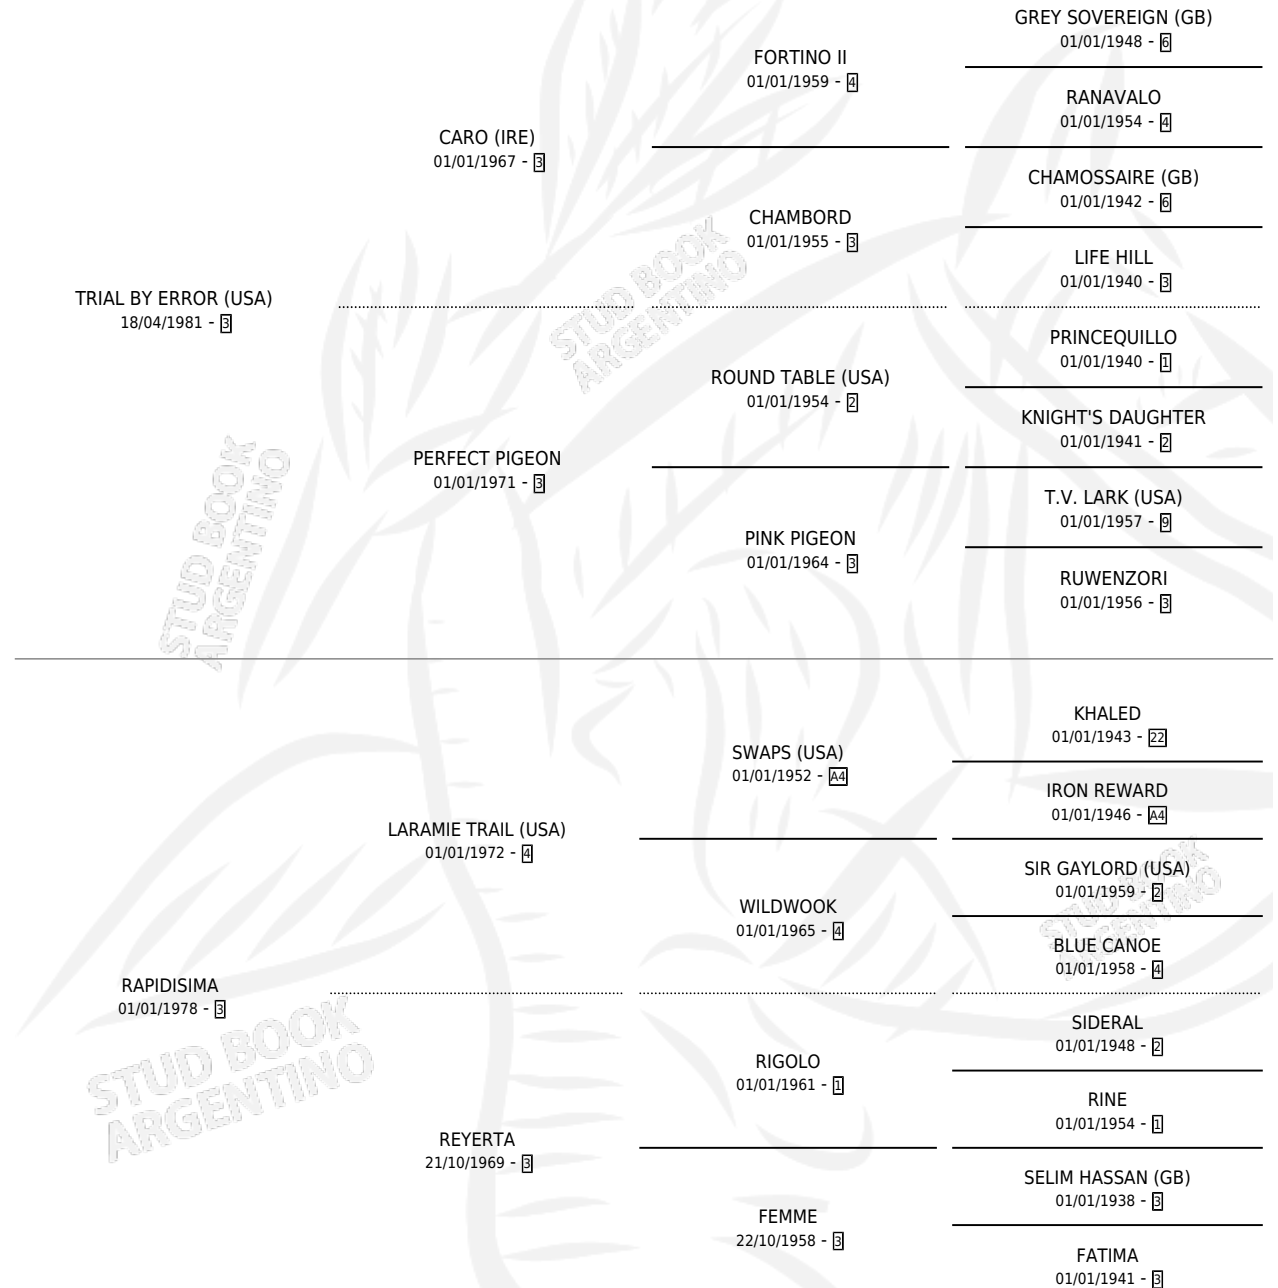 GREY SOVEREIGN (GB)
01/01/1948 - 6
FORTINO II
01/01/1959 - 4
RANAVALO
01/01/1954 - 4
CARO (IRE)
01/01/1967 - 3
CHAMOSSAIRE (GB)
01/01/1942 - 6
CHAMBORD
01/01/1955 - 3
LIFE HILL
01/01/1940 - 3
TRIAL BY ERROR (USA)
18/04/1981 - 3
PRINCEQUILLO
01/01/1940 - 1
ROUND TABLE (USA)
01/01/1954 - 2
KNIGHT'S DAUGHTER
01/01/1941 - 2
PERFECT PIGEON
01/01/1971 - 3
T.V. LARK (USA)
01/01/1957 - 9
PINK PIGEON
01/01/1964 - 3
RUWENZORI
01/01/1956 - 3
KHALED
01/01/1943 - 22
SWAPS (USA)
01/01/1952 - A4
IRON REWARD
01/01/1946 - A4
LARAMIE TRAIL (USA)
01/01/1972 - 4
SIR GAYLORD (USA)
01/01/1959 - 2
WILDWOOK
01/01/1965 - 4
BLUE CANOE
01/01/1958 - 4
RAPIDISIMA
01/01/1978 - 3
SIDERAL
01/01/1948 - 2
RIGOLO
01/01/1961 - 1
RINE
01/01/1954 - 1
REYERTA
21/10/1969 - 3
SELIM HASSAN (GB)
01/01/1938 - 3
FEMME
22/10/1958 - 3
FATIMA
01/01/1941 - 3
STUD BOOK
ARGENTINO
STUD BOOK
ARGENTINO
STUD BOOK
ARGENTINO
STUD BOOK
ARGENTINO